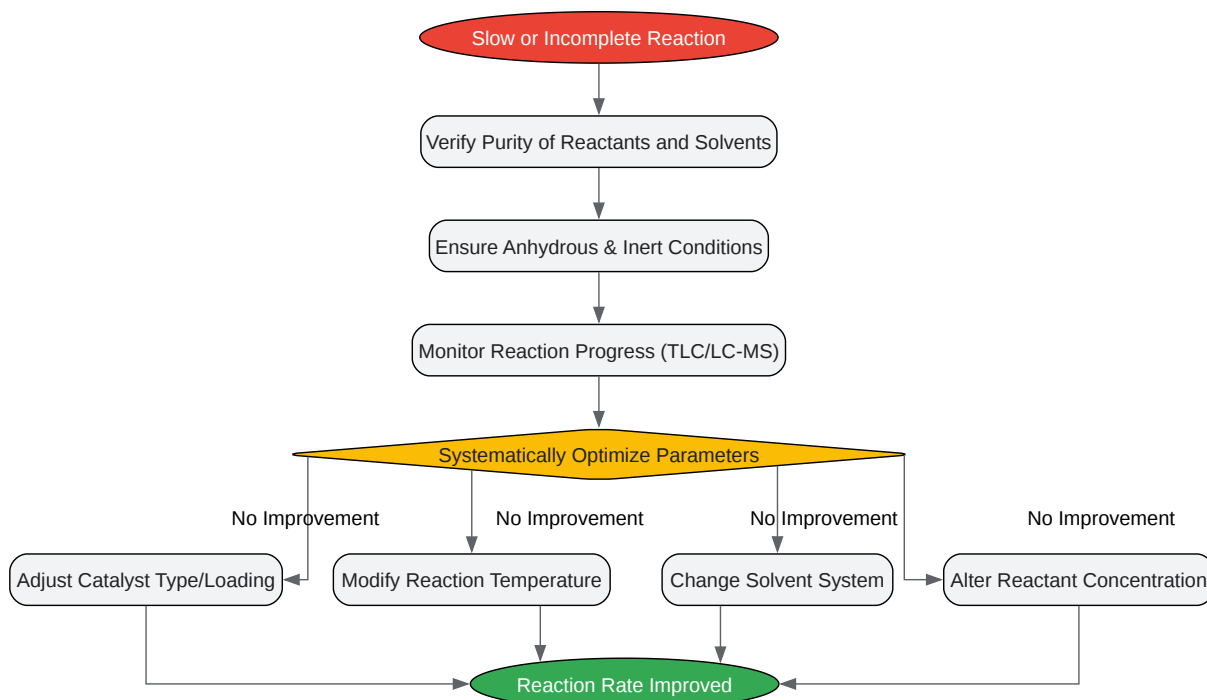 Slow or Incomplete Reaction
Verify Purity of Reactants and Solvents
Ensure Anhydrous & Inert Conditions
Monitor Reaction Progress (TLC/LC-MS)
Systematically Optimize Parameters
No Improvement
No Improvement
No Improvement
No Improvement
Adjust Catalyst Type/Loading
Modify Reaction Temperature
Change Solvent System
Alter Reactant Concentration
Reaction Rate Improved